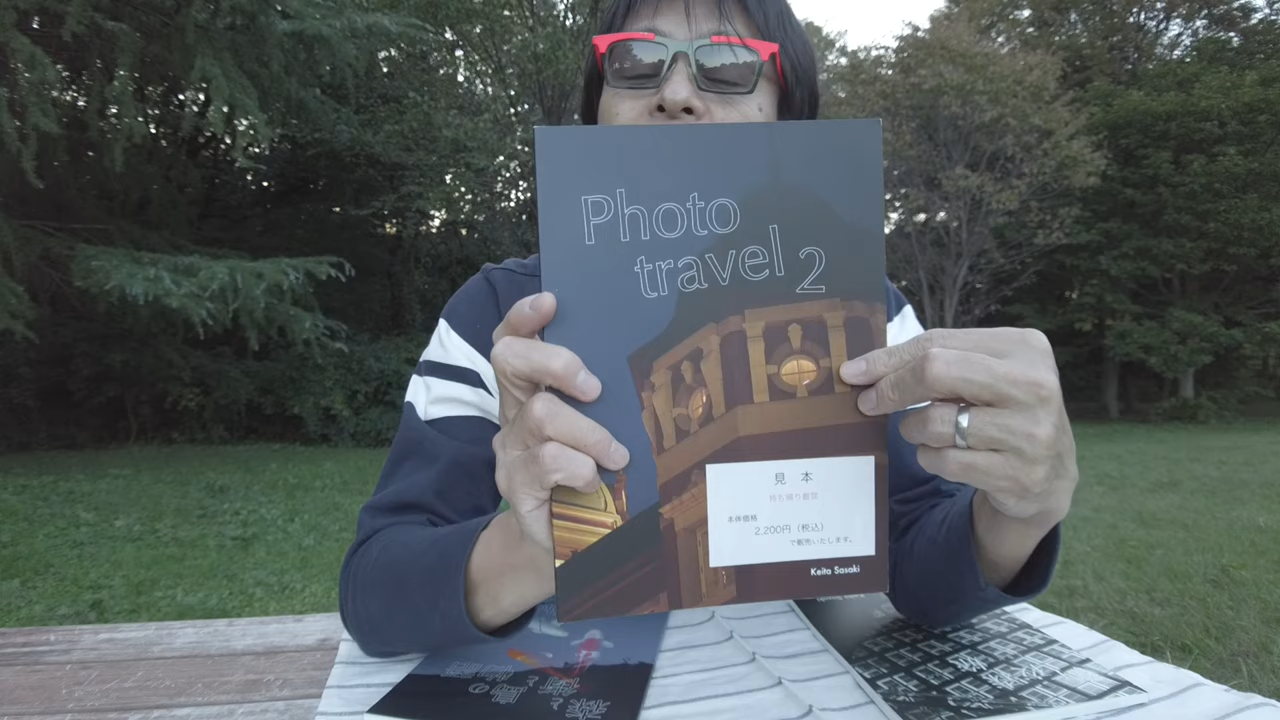 Photo
travel 2
見 本
持ち帰り厳禁
本体価格
2,200円（税込）
で販売いたします。
Keita Sasaki